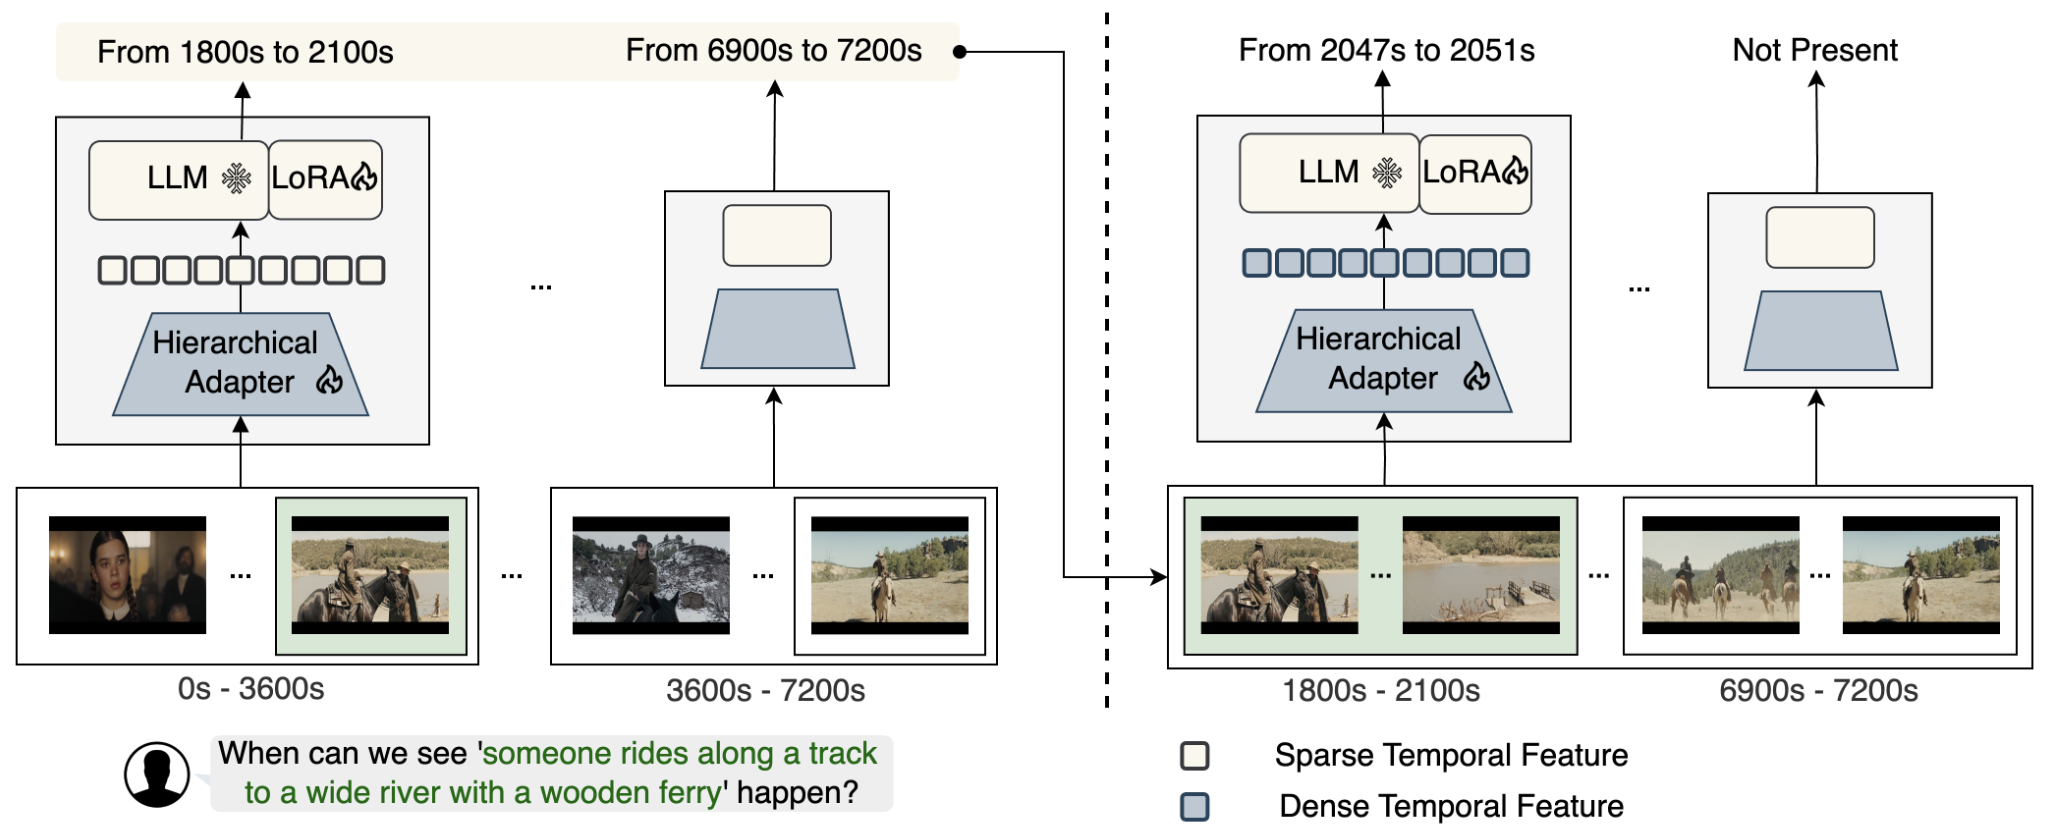 From 1800s to 2100s
From 6900s to 7200s
LLM
LoRA
...
Hierarchical
Adapter
...
...
...
0s - 3600s
3600s - 7200s
When can we see 'someone rides along a track
to a wide river with a wooden ferry' happen?
From 2047s to 2051s
Not Present
LLM
LoRA
...
Hierarchical
Adapter
...
...
...
1800s - 2100s
6900s - 7200s
Sparse Temporal Feature
Dense Temporal Feature